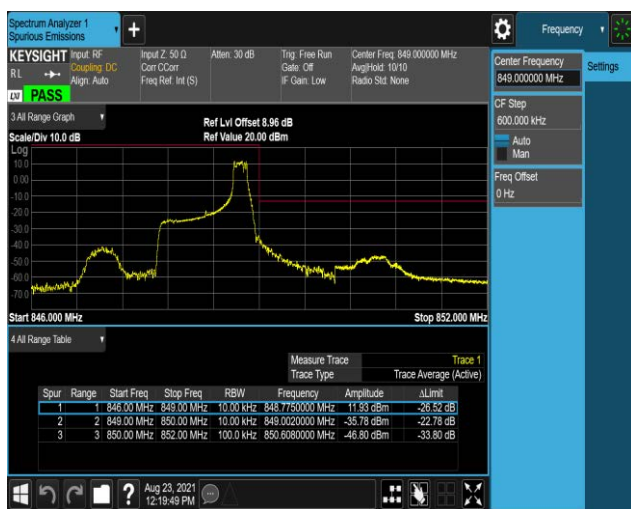 Spectrum Analyzer 1
Spurious Emissions
+
Frequency
KEYSIGHT Input: RF Input Z: 50 Ω Atten: 30 dB Trig: Free Run Center Freq: 849.000000 MHz
RL Coupling: DC Corr CCorr Gate: Off Avg|Hold: 10/10
Align: Auto Freq Ref: Int (S) IF Gain: Low Radio Std: None
LXI PASS
Center Frequency
849.000000 MHz
Settings
CF Step
600.000 kHz
Auto
Man
Freq Offset
0 Hz
3 All Range Graph
Ref Lvl Offset 8.96 dB
Scale/Div 10.0 dB Ref Value 20.00 dBm
Log
10.0
0.00
-10.0
-20.0
-30.0
-40.0
-50.0
-60.0
-70.0
Start 846.000 MHz Stop 852.000 MHz
4 All Range Table
Measure Trace Trace 1
Trace Type Trace Average (Active)
Spur Range Start Freq Stop Freq RBW Frequency Amplitude ΔLimit
1 1 846.00 MHz 849.00 MHz 10.00 kHz 848.7750000 MHz 11.93 dBm -26.52 dB
2 2 849.00 MHz 850.00 MHz 10.00 kHz 849.0020000 MHz -35.78 dBm -22.78 dB
3 3 850.00 MHz 852.00 MHz 100.0 kHz 850.6080000 MHz -46.80 dBm -33.80 dB
? Aug 23, 2021
12:19:49 PM